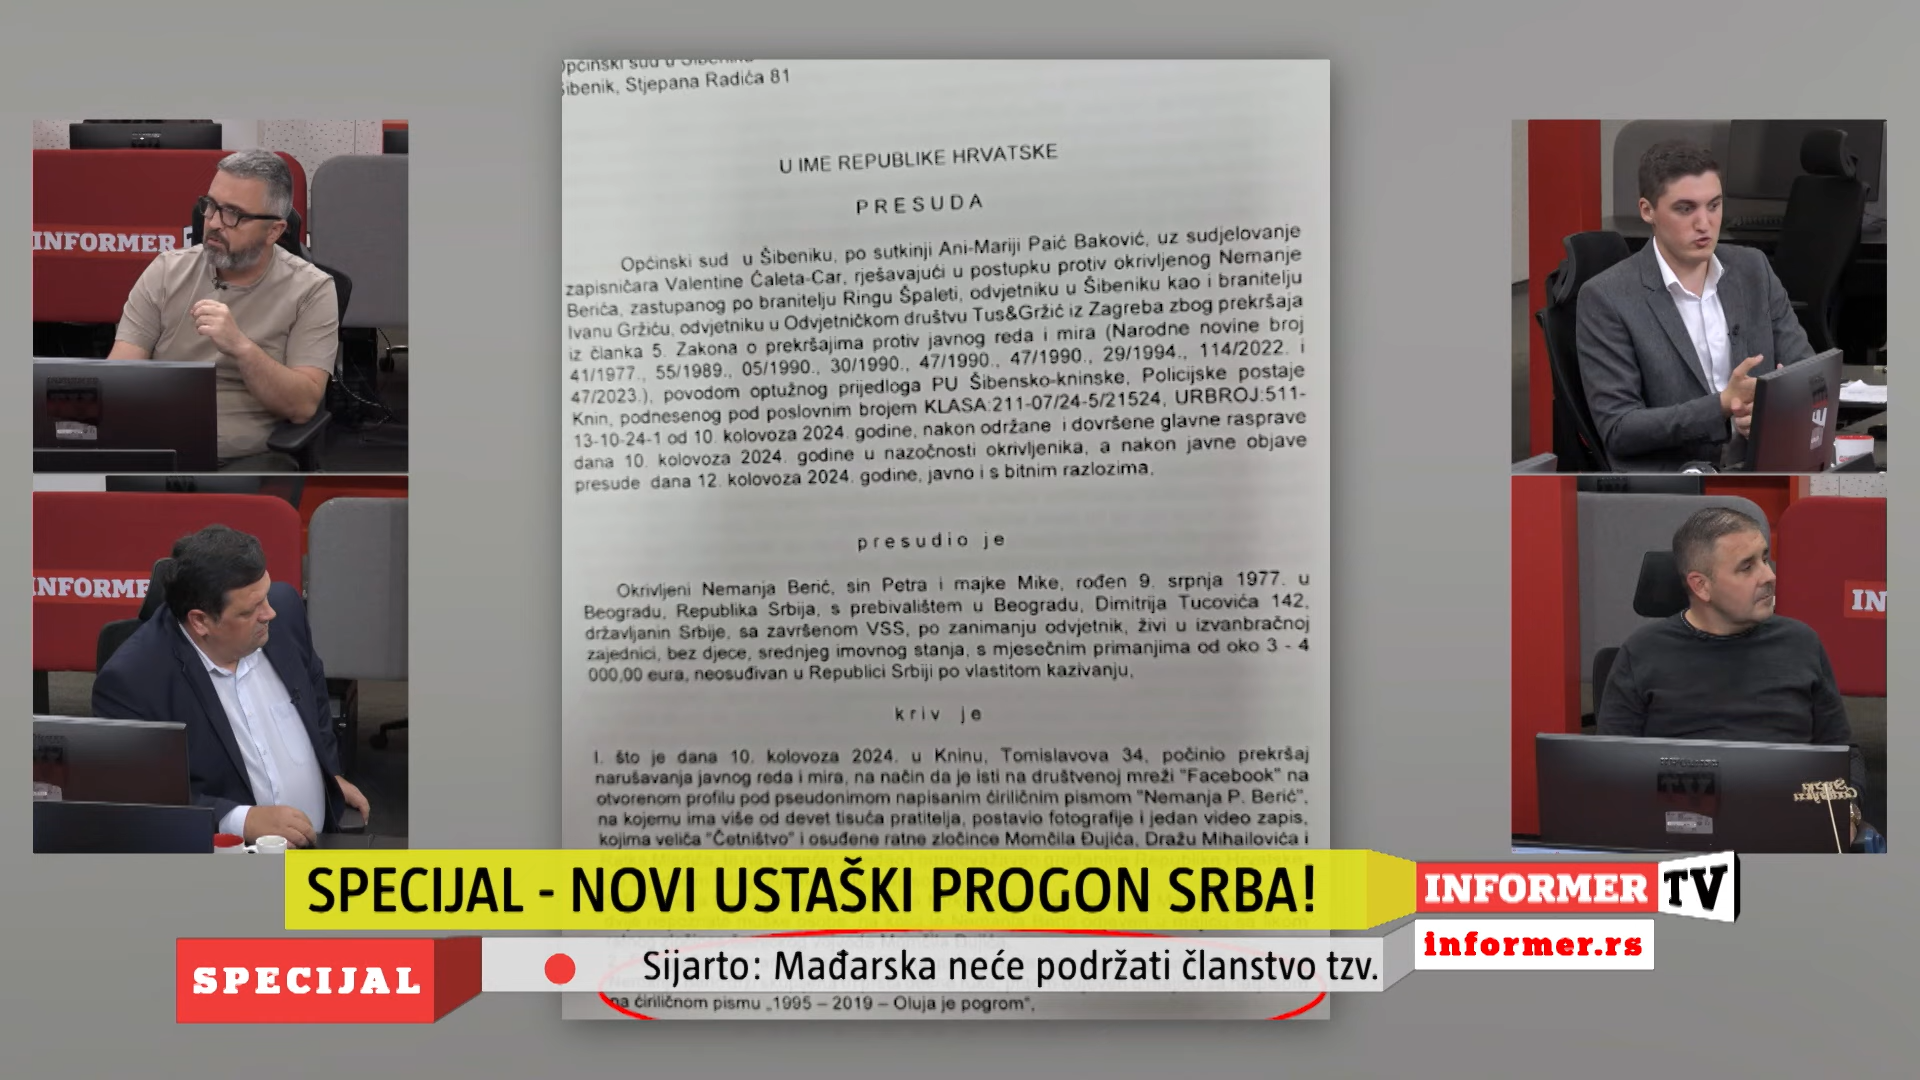 Općinski sud u Šibeniku
Šibenik, Stjepana Radića 81
U IME REPUBLIKE HRVATSKE
PRESUDA
Općinski sud u Šibeniku, po sutkinji Ani-Mariji Paić Baković, uz sudjelovanje
zapisničara Valentine Ćaleta-Car, rješavajući u postupku protiv okrivljenog Nemanje
Berića, zastupanog po branitelju Ringu Špaleti, odvjetniku u Šibeniku kao i branitelju
Ivanu Gržiću, odvjetniku u Odvjetničkom društvu Tus&Gržić iz Zagreba zbog prekršaja
iz članka 5. Zakona o prekršajima protiv javnog reda i mira (Narodne novine broj
41/1977., 55/1989., 05/1990., 30/1990., 47/1990., 47/1990., 29/1994., 114/2022. i
47/2023.), povodom optužnog prijedloga PU Šibensko-kninske, Policijske postaje
Knin, podnesenog pod poslovnim brojem KLASA:211-07/24-5/21524, URBROJ:511-
13-10-24-1 od 10. kolovoza 2024. godine, nakon održane i dovršene glavne rasprave
dana 10. kolovoza 2024. godine u nazočnosti okrivljenika, a nakon javne objave
presude dana 12. kolovoza 2024. godine, javno i s bitnim razlozima,
presudio je
Okrivljeni Nemanja Berić, sin Petra i majke Mike, rođen 9. srpnja 1977. u
Beogradu, Republika Srbija, s prebivalištem u Beogradu, Dimitrija Tucovića 142,
državljanin Srbije, sa završenom VSS, po zanimanju odvjetnik, živi u izvanbračnoj
zajednici, bez djece, srednjeg imovnog stanja, s mjesečnim primanjima od oko 3 - 4
000,00 eura, neosuđivan u Republici Srbiji po vlastitom kazivanju,
kriv je
I. što je dana 10. kolovoza 2024. u Kninu, Tomislavova 34, počinio prekršaj
narušavanja javnog reda i mira, na način da je isti na društvenoj mreži "Facebook" na
otvorenom profilu pod pseudonimom napisanim ćiriličnim pismom "Nemanja P. Berić",
na kojemu ima više od devet tisuća pratitelja, postavio fotografije i jedan video zapis,
kojima veliča "Četništvo" i osuđene ratne zločince Momčila Đujića, Dražu Mihailovića i
na ćiriličnom pismu „1995 – 2019 – Oluja je pogrom",
INFORMER
INFORMER
IN
SPECIJAL - NOVI USTAŠKI PROGON SRBA!
INFORMER TV
informer.rs
SPECIJAL
Sijarto: Mađarska neće podržati članstvo tzv.